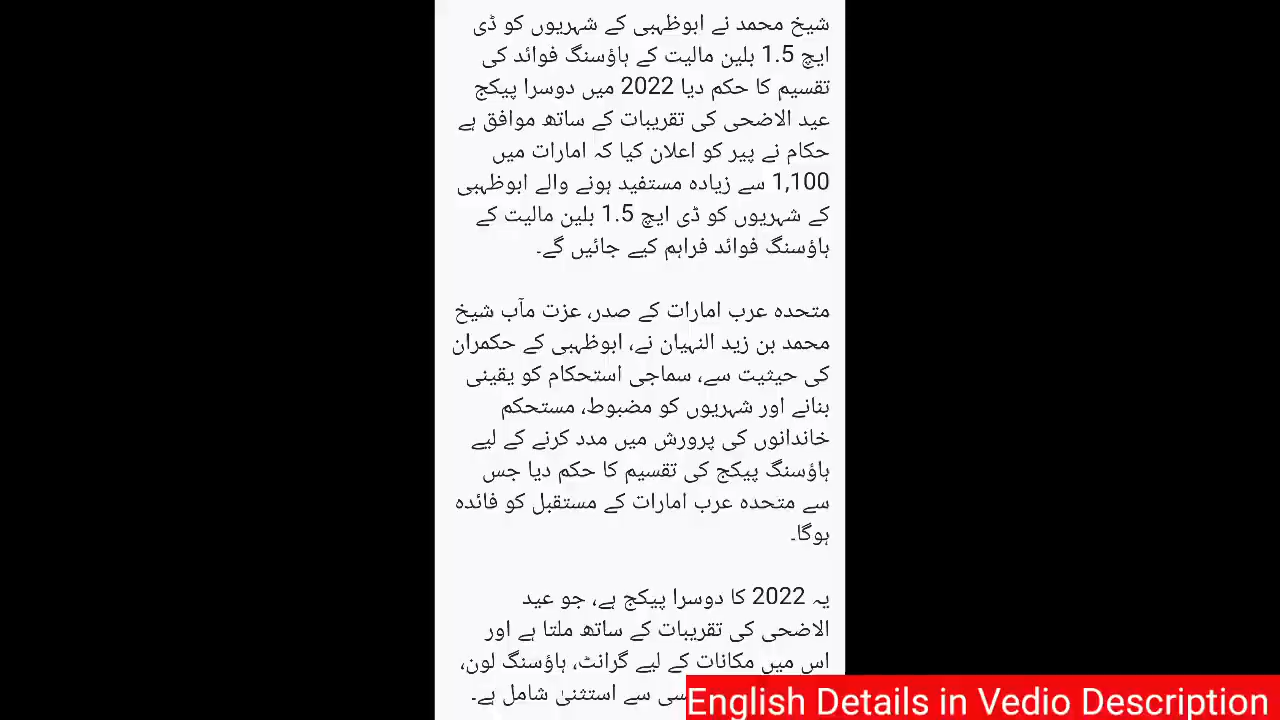 شیخ محمد نے ابوظہبی کے شہریوں کو ڈی
ایچ 1.5 بلین مالیت کے ہاؤسنگ فوائد کی
تقسیم کا حکم دیا 2022 میں دوسرا پیکج
عید الاضحی کی تقریبات کے ساتھ موافق ہے
حکام نے پیر کو اعلان کیا کہ امارات میں
1,100 سے زیادہ مستفید ہونے والے ابوظہبی
کے شہریوں کو ڈی ایچ 1.5 بلین مالیت کے
ہاؤسنگ فوائد فراہم کیے جائیں گے۔
متحدہ عرب امارات کے صدر، عزت مآب شیخ
محمد بن زید النہیان نے، ابوظہبی کے حکمران
کی حیثیت سے، سماجی استحکام کو یقینی
بنانے اور شہریوں کو مضبوط، مستحکم
خاندانوں کی پرورش میں مدد کرنے کے لیے
ہاؤسنگ پیکج کی تقسیم کا حکم دیا جس
سے متحدہ عرب امارات کے مستقبل کو فائدہ
ہوگا۔
یہ 2022 کا دوسرا پیکج ہے، جو عید
الاضحی کی تقریبات کے ساتھ ملتا ہے اور
اس میں مکانات کے لیے گرانٹ، ہاؤسنگ لون،
سے استثنیٰ شامل ہے۔
English Details in Vedio Description